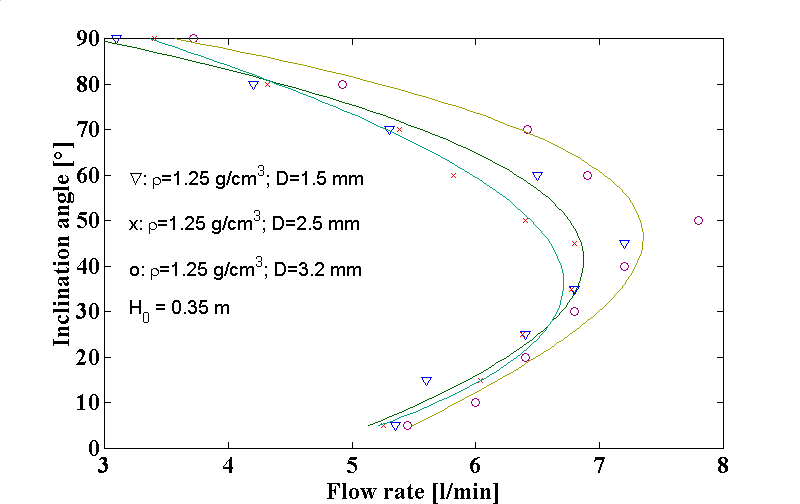 90
80
70
60
50
40
30
20
10
0
Inclination angle [°]
▽: ρ=1.25 g/cm³; D=1.5 mm
x: ρ=1.25 g/cm³; D=2.5 mm
o: ρ=1.25 g/cm³; D=3.2 mm
H₀ = 0.35 m
3 4 5 6 7 8
Flow rate [l/min]